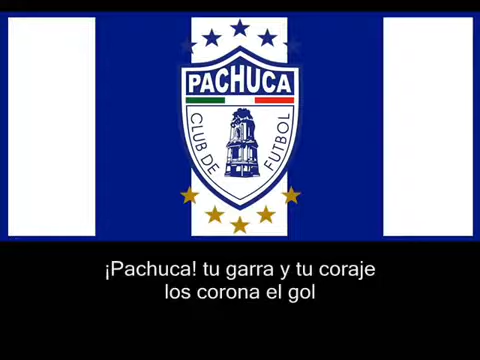 PACHUCA
CLUB DE
FUTBOL
¡Pachuca! tu garra y tu coraje
los corona el gol